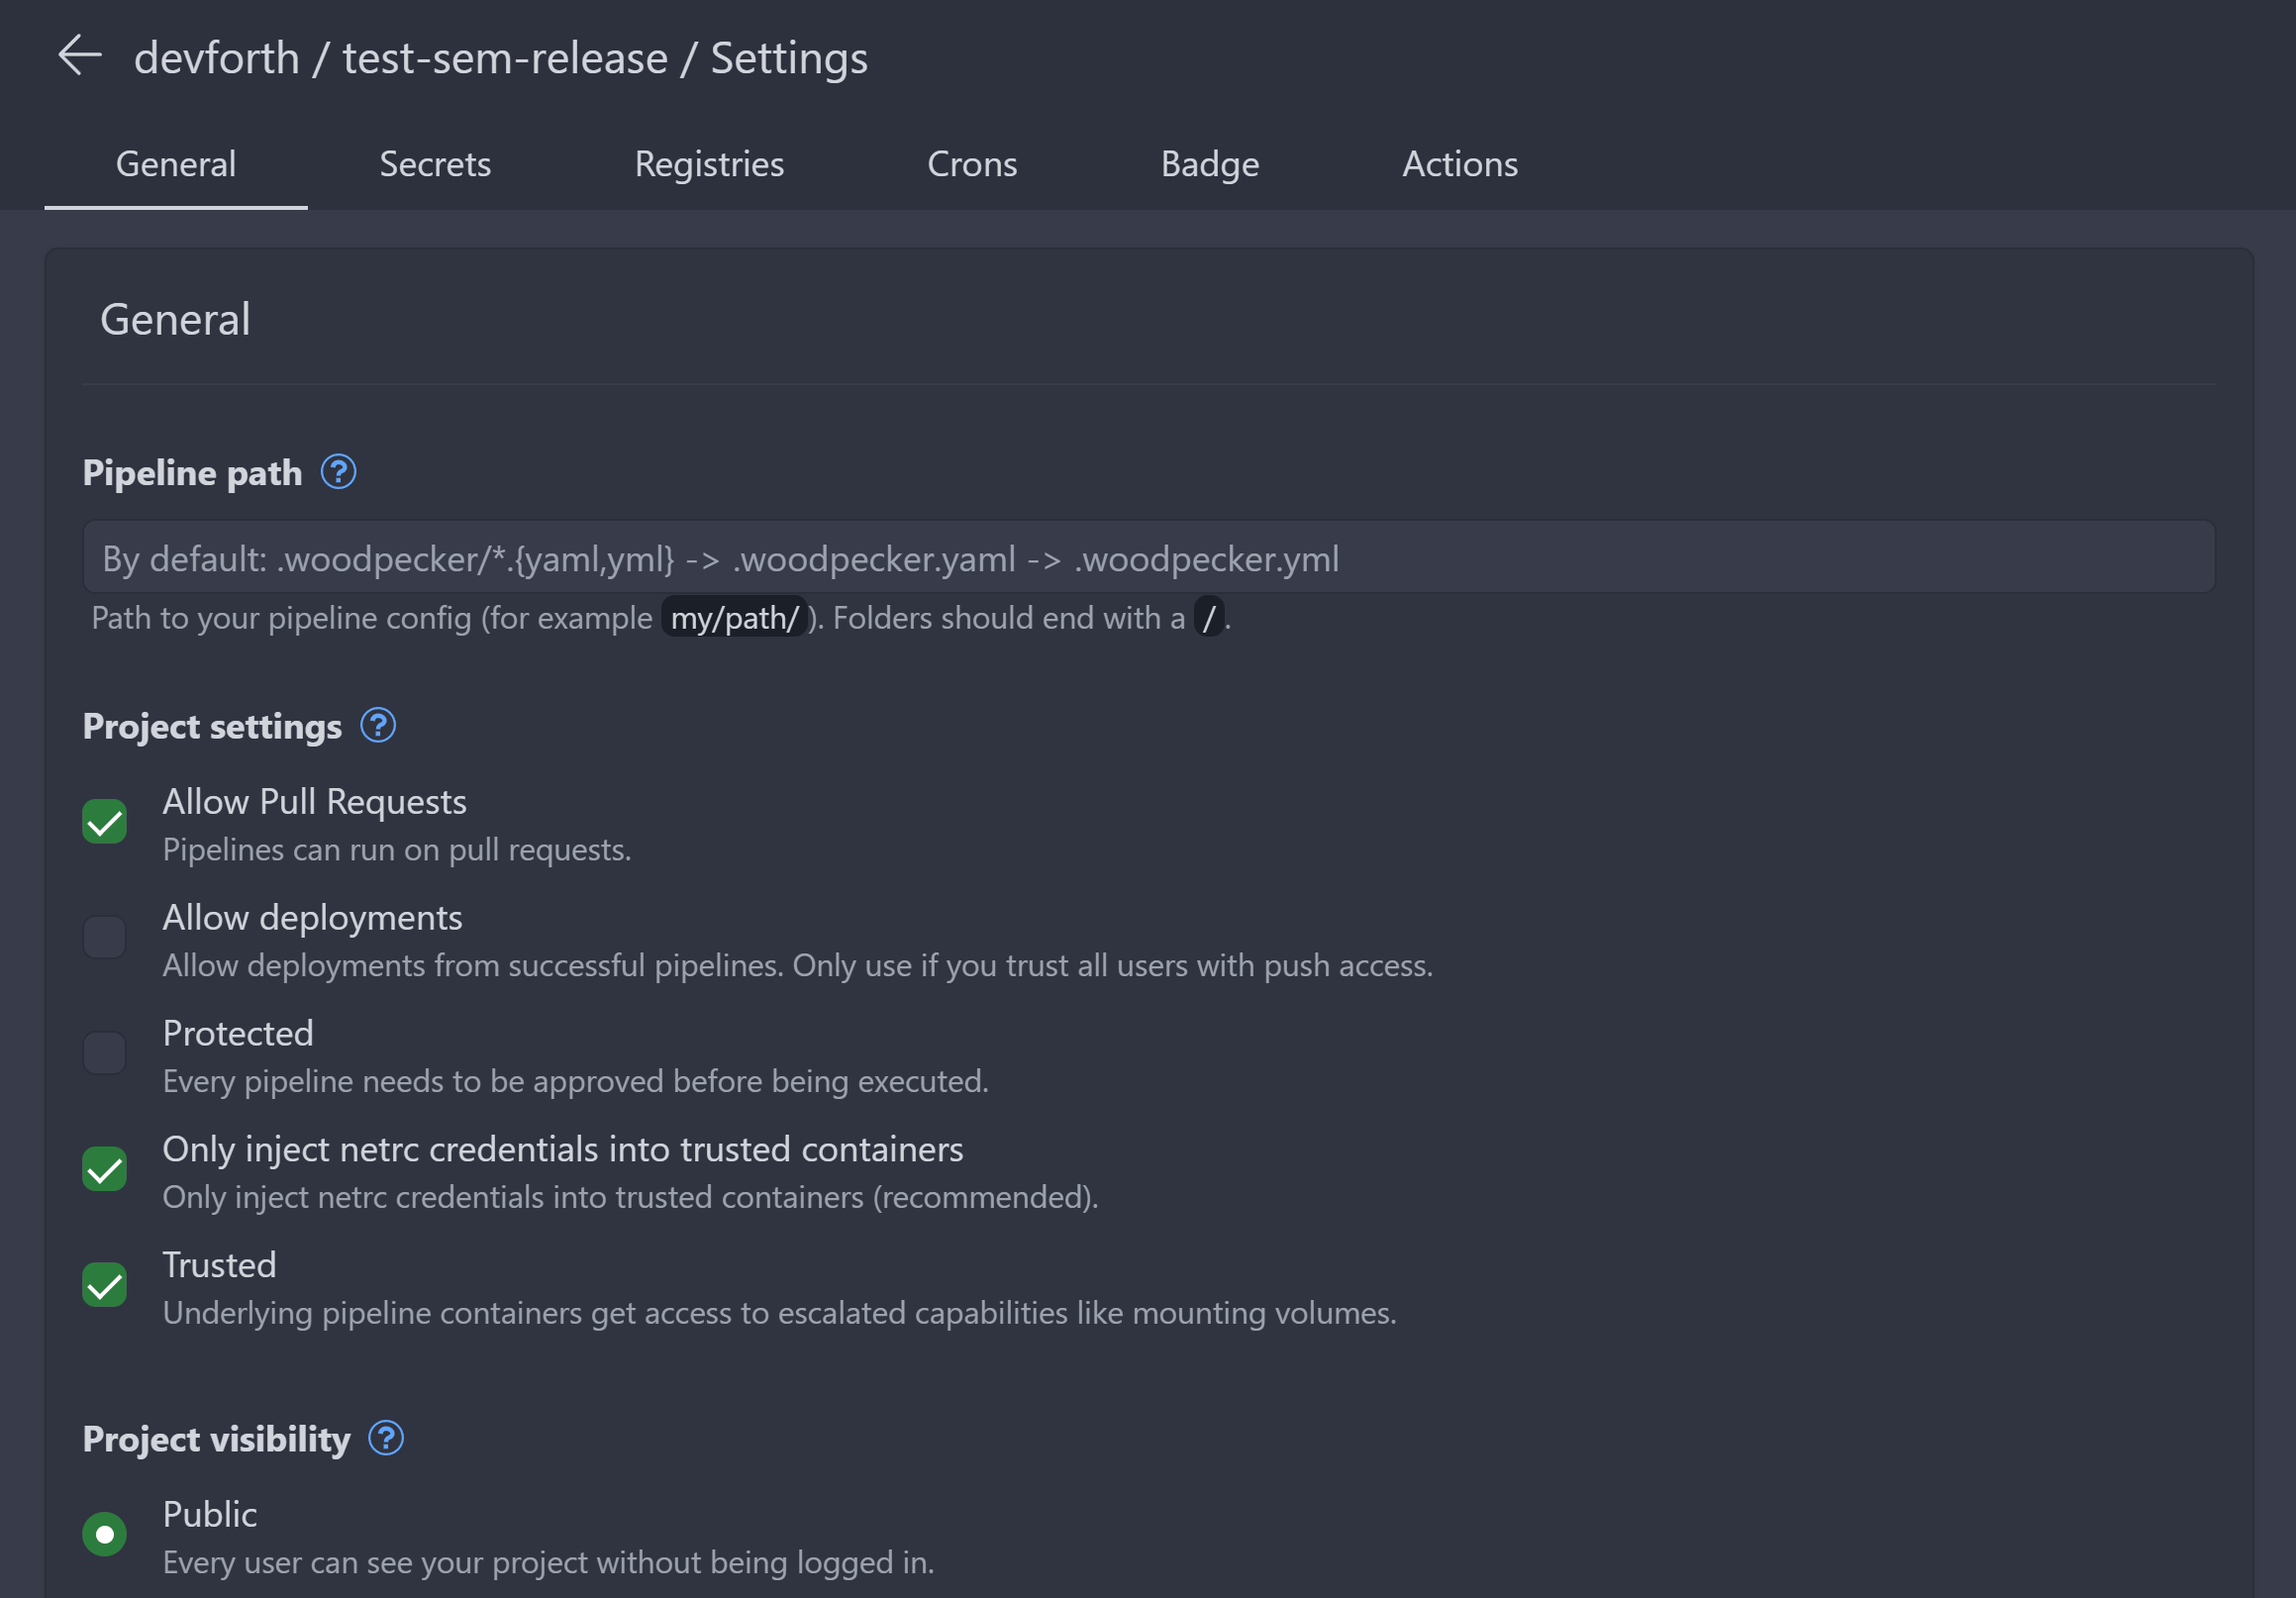 devforth / test-sem-release / Settings
General Secrets Registries Crons Badge Actions
General
Pipeline path
By default: .woodpecker/*.{yaml,yml} -> .woodpecker.yaml -> .woodpecker.yml
Path to your pipeline config (for example my/path/). Folders should end with a /.
Project settings
Allow Pull Requests
Pipelines can run on pull requests.
Allow deployments
Allow deployments from successful pipelines. Only use if you trust all users with push access.
Protected
Every pipeline needs to be approved before being executed.
Only inject netrc credentials into trusted containers
Only inject netrc credentials into trusted containers (recommended).
Trusted
Underlying pipeline containers get access to escalated capabilities like mounting volumes.
Project visibility
Public
Every user can see your project without being logged in.